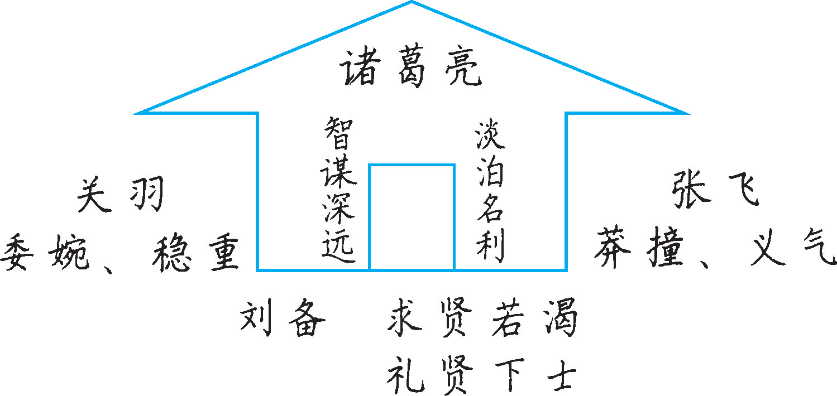 诸葛亮
智谋深远
淡泊名利
关羽
委婉、稳重
张飞
莽撞、义气
刘备 求贤若渴
礼贤下士